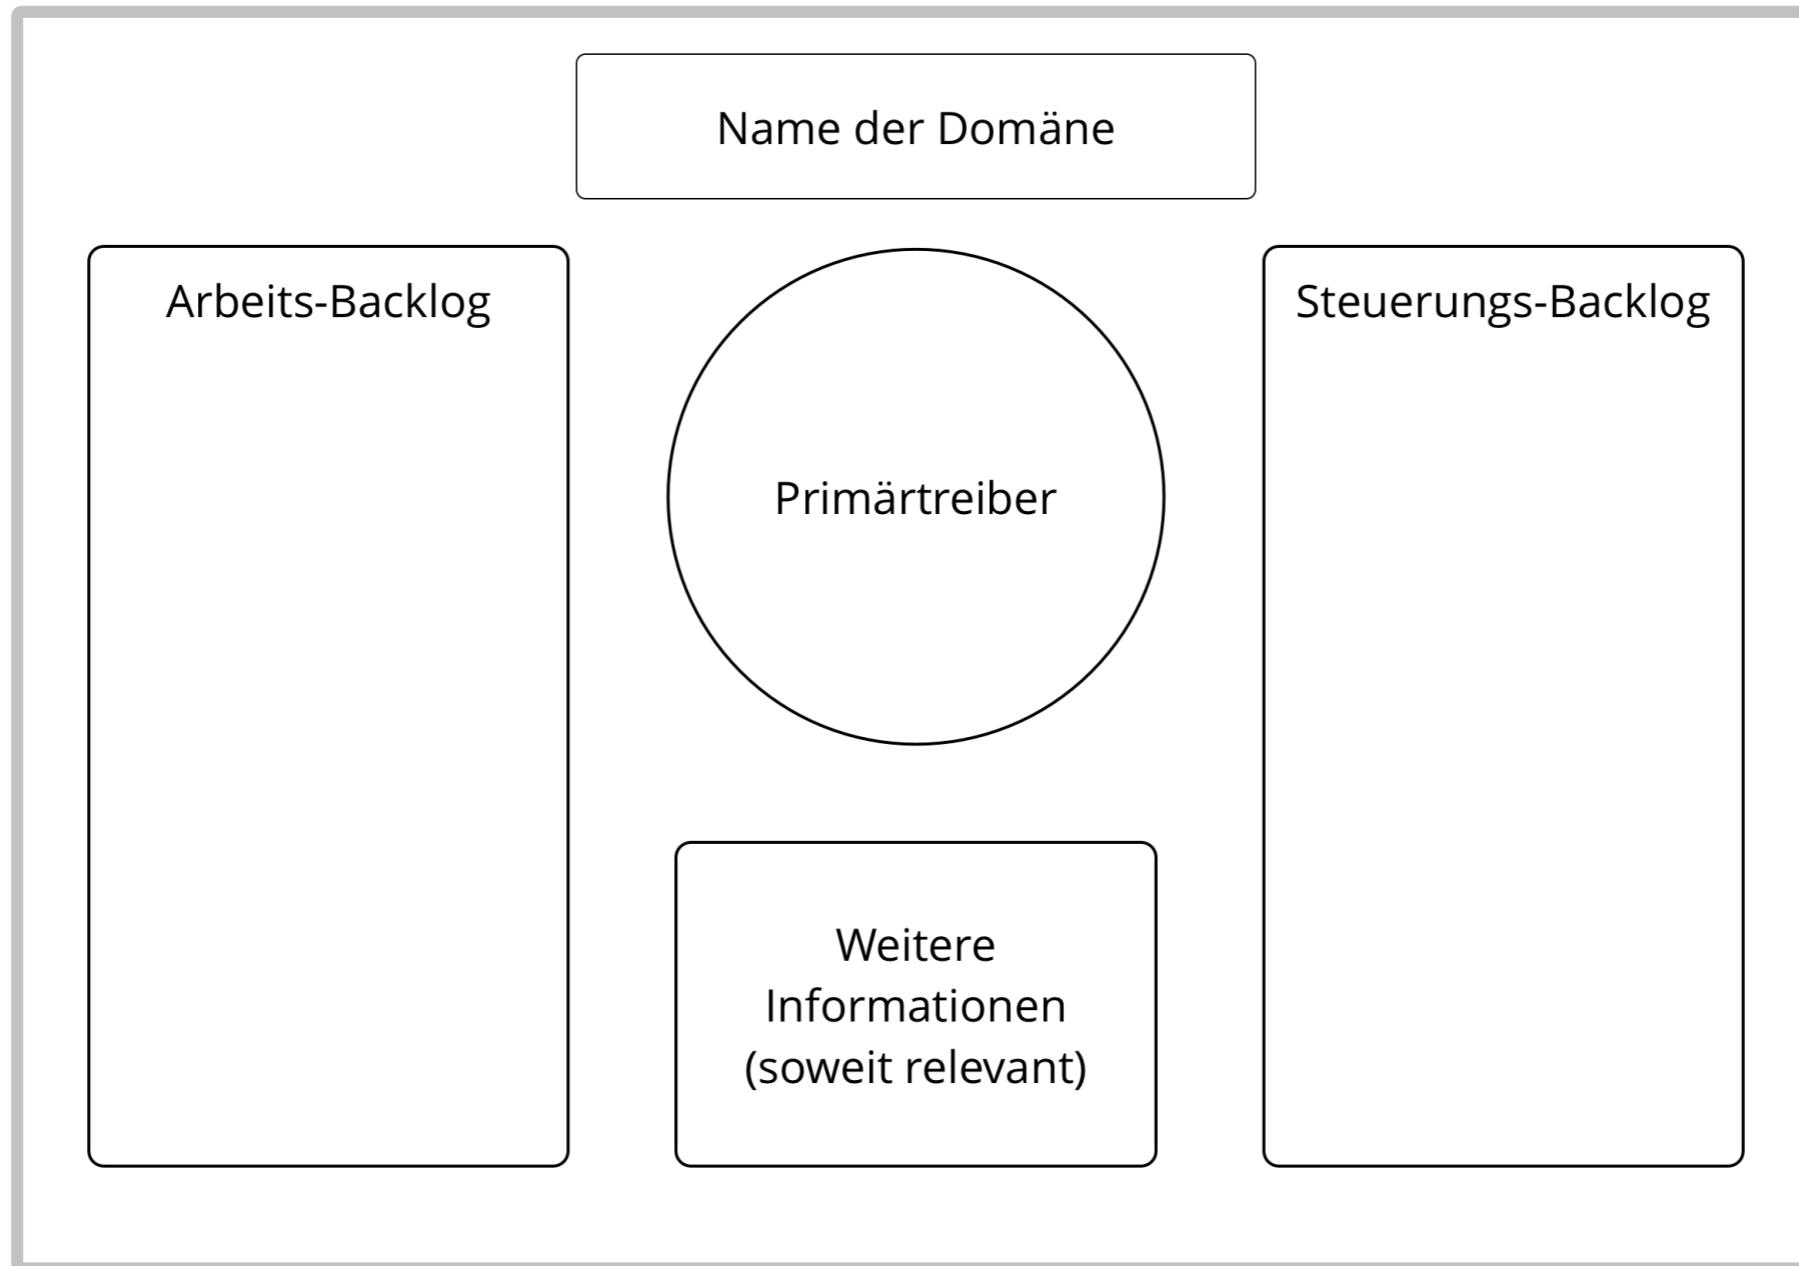 Name der Domäne
Arbeits-Backlog
Primärtreiber
Steuerungs-Backlog
Weitere
Informationen
(soweit relevant)